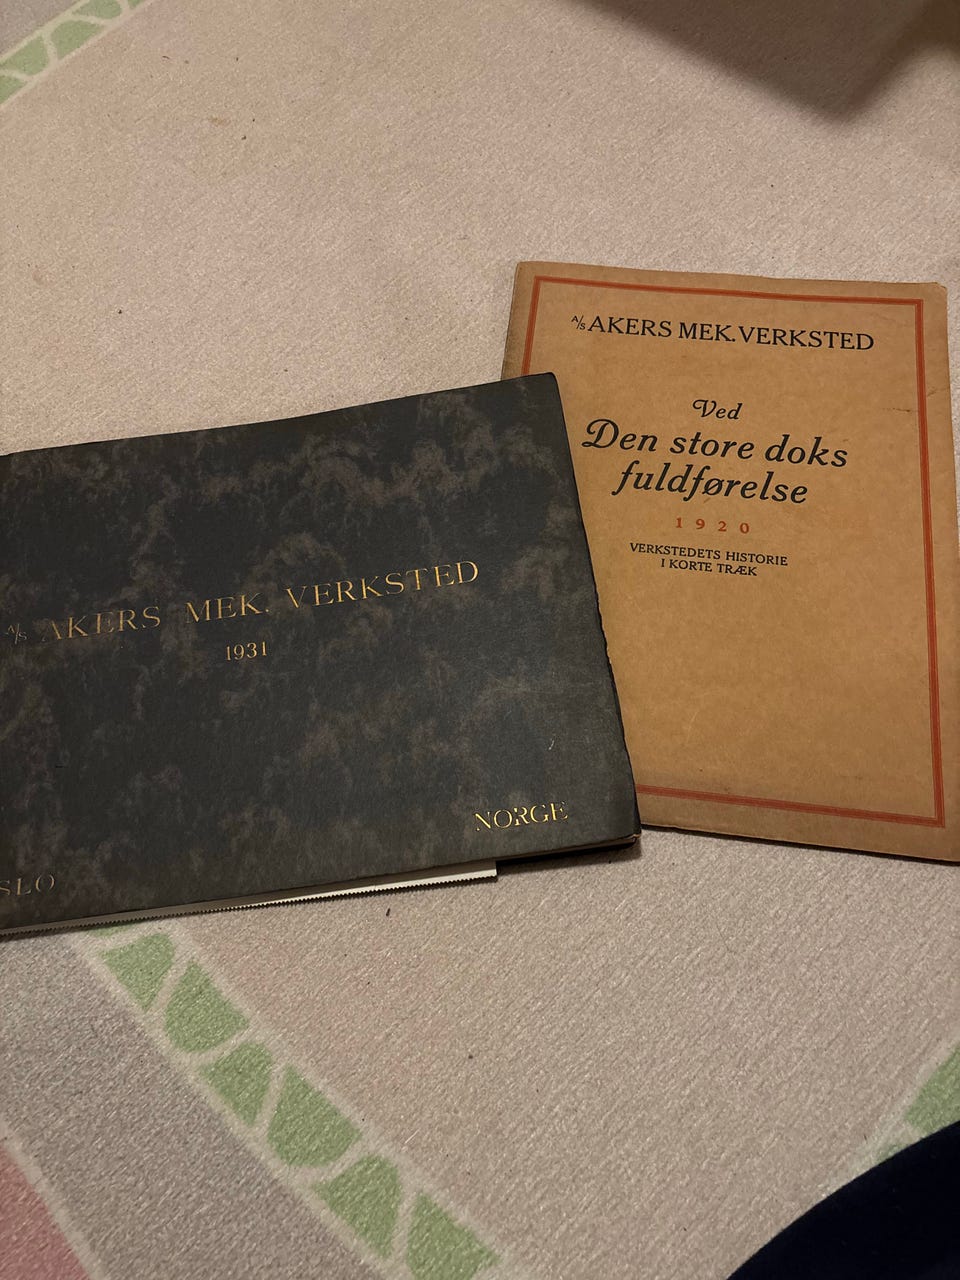 A/S AKERS MEK. VERKSTED
1931
NORGE
A/S AKERS MEK. VERKSTED
Ved
Den store doks
fuldførelse
1920
VERKSTEDETS HISTORIE
I KORTE TRÆK